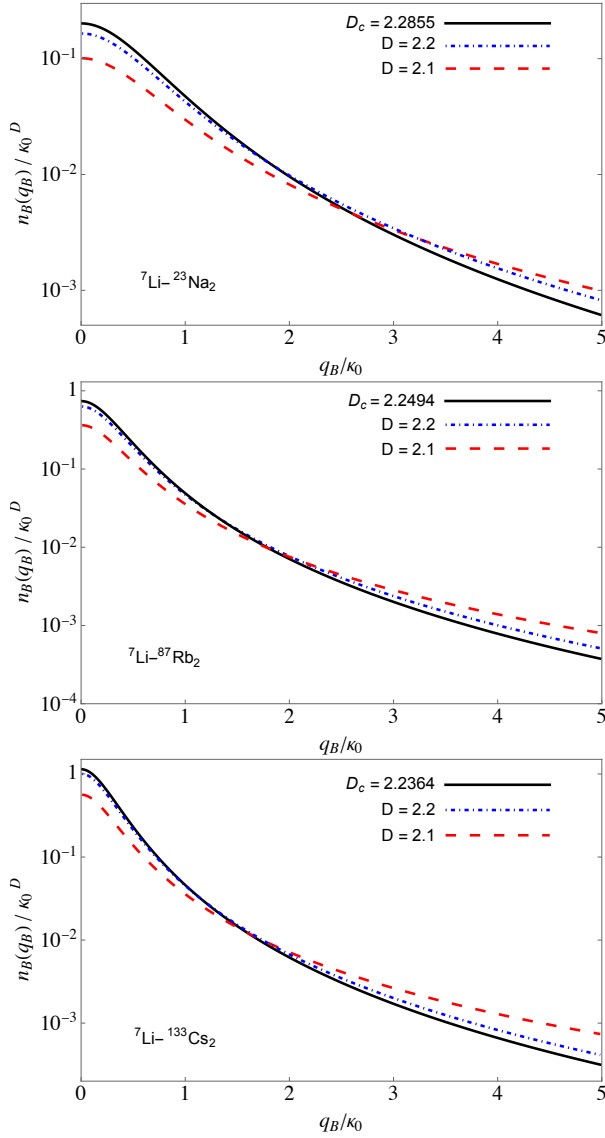 n_B(q_B) / κ_0^D
10^-1
10^-2
10^-3
D_c = 2.2855
D = 2.2
D = 2.1
⁷Li–²³Na₂
0 1 2 3 4 5
q_B/κ_0
n_B(q_B) / κ_0^D
1
10^-1
10^-2
10^-3
10^-4
D_c = 2.2494
D = 2.2
D = 2.1
⁷Li–⁸⁷Rb₂
0 1 2 3 4 5
q_B/κ_0
n_B(q_B) / κ_0^D
1
10^-1
10^-2
10^-3
D_c = 2.2364
D = 2.2
D = 2.1
⁷Li–¹³³Cs₂
0 1 2 3 4 5
q_B/κ_0